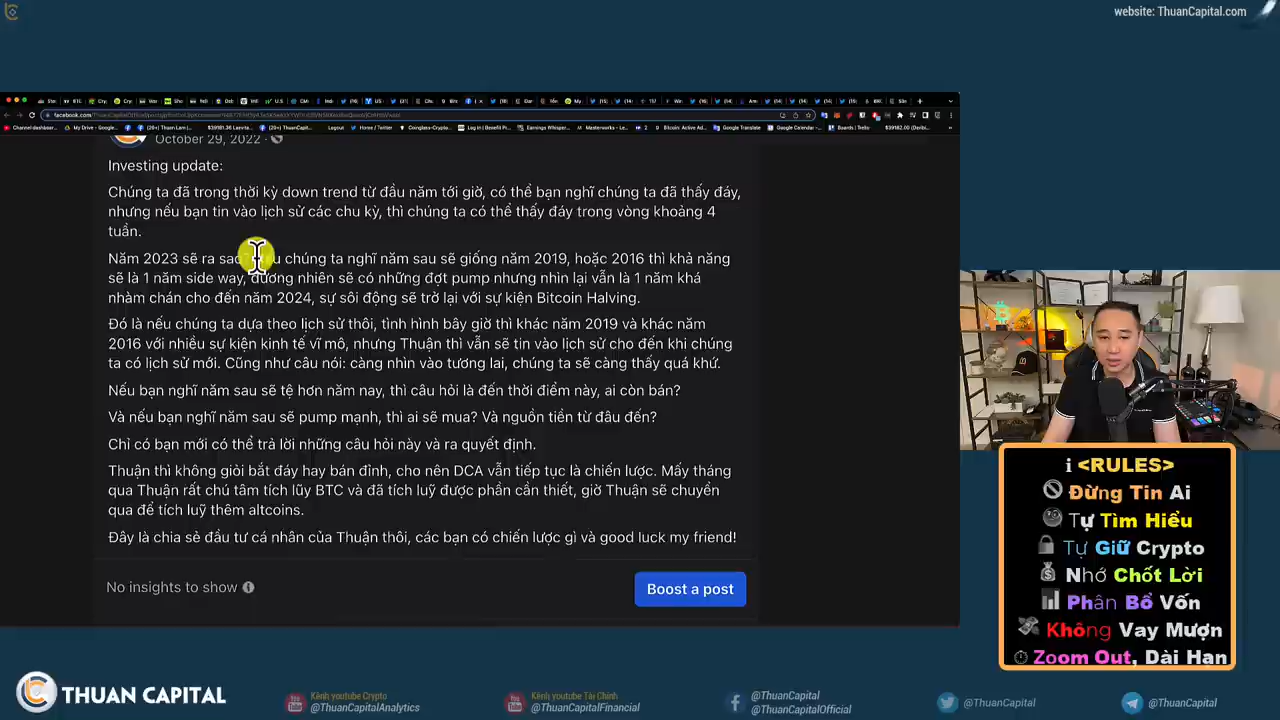 website: ThuanCapital.com
October 29, 2022
Investing update:
Chúng ta đã trong thời kỳ down trend từ đầu năm tới giờ, có thể bạn nghĩ chúng ta đã thấy đáy,
nhưng nếu bạn tin vào lịch sử các chu kỳ, thì chúng ta có thể thấy đáy trong vòng khoảng 4
tuần.
Năm 2023 sẽ ra sao? chúng ta nghĩ năm sau sẽ giống năm 2019, hoặc 2016 thì khả năng
sẽ là 1 năm side way, đương nhiên sẽ có những đợt pump nhưng nhìn lại vẫn là 1 năm khá
nhàm chán cho đến năm 2024, sự sôi động sẽ trở lại với sự kiện Bitcoin Halving.
Đó là nếu chúng ta dựa theo lịch sử thôi, tình hình bây giờ thì khác năm 2019 và khác năm
2016 với nhiều sự kiện kinh tế vĩ mô, nhưng Thuận thì vẫn sẽ tin vào lịch sử cho đến khi chúng
ta có lịch sử mới. Cũng như câu nói: càng nhìn vào tương lai, chúng ta sẽ càng thấy quá khứ.
Nếu bạn nghĩ năm sau sẽ tệ hơn năm nay, thì câu hỏi là đến thời điểm này, ai còn bán?
Và nếu bạn nghĩ năm sau sẽ pump mạnh, thì ai sẽ mua? Và nguồn tiền từ đâu đến?
Chỉ có bạn mới có thể trả lời những câu hỏi này và ra quyết định.
Thuận thì không giỏi bắt đáy hay bán đỉnh, cho nên DCA vẫn tiếp tục là chiến lược. Mấy tháng
qua Thuận rất chú tâm tích lũy BTC và đã tích luỹ được phần cần thiết, giờ Thuận sẽ chuyển
qua để tích luỹ thêm altcoins.
Đây là chia sẻ đầu tư cá nhân của Thuận thôi, các bạn có chiến lược gì và good luck my friend!
No insights to show
Boost a post
<RULES>
Đừng Tin Ai
Tự Tìm Hiểu
Tự Giữ Crypto
Nhớ Chốt Lời
Phân Bổ Vốn
Không Vay Mượn
Zoom Out, Dài Hạn
THUAN CAPITAL
Kênh youtube Crypto
@ThuanCapitalAnalytics
Kênh youtube Tài Chính
@ThuanCapitalFinancial
@ThuanCapital
@ThuanCapitalOfficial
@ThuanCapital
@ThuanCapital